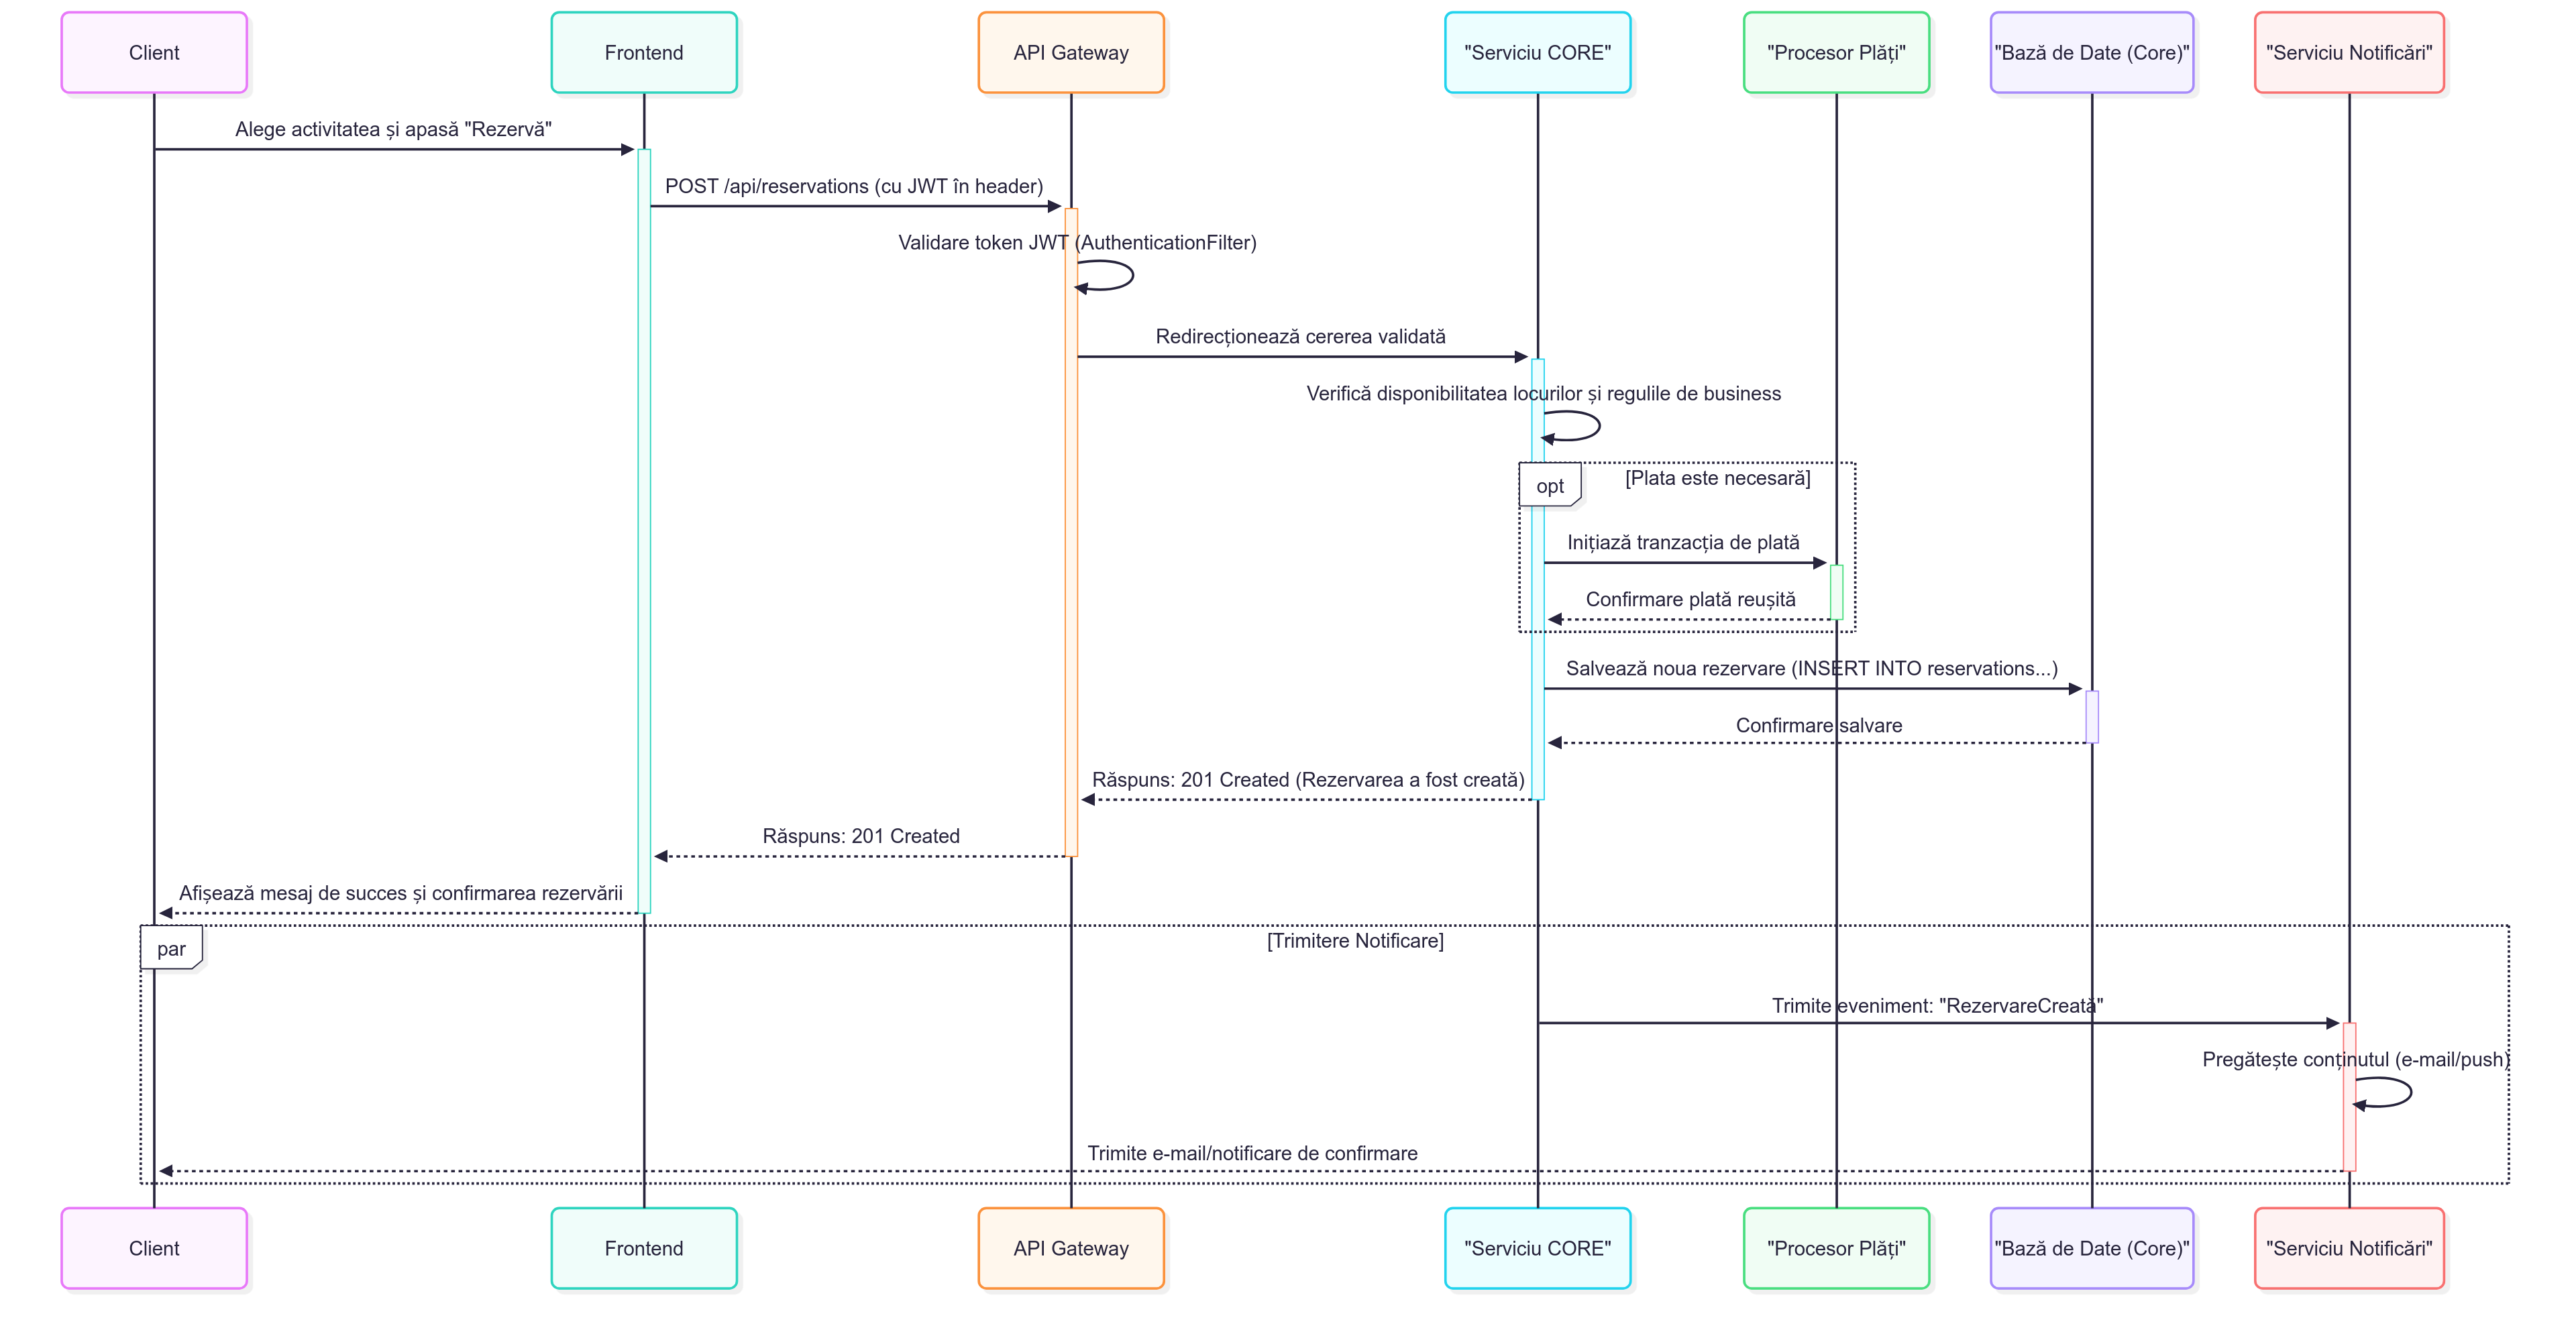 Client
Frontend
API Gateway
"Serviciu CORE"
"Procesor Plăți"
"Bază de Date (Core)"
"Serviciu Notificări"
Alege activitatea și apasă "Rezervă"
POST /api/reservations (cu JWT în header)
Validare token JWT (AuthenticationFilter)
Redirecționează cererea validată
Verifică disponibilitatea locurilor și regulile de business
opt
[Plata este necesară]
Inițiază tranzacția de plată
Confirmare plată reușită
Salvează noua rezervare (INSERT INTO reservations...)
Confirmare salvare
Răspuns: 201 Created (Rezervarea a fost creată)
Răspuns: 201 Created
Afișează mesaj de succes și confirmarea rezervării
par
[Trimitere Notificare]
Trimite eveniment: "RezervareCreată"
Pregătește conținutul (e-mail/push)
Trimite e-mail/notificare de confirmare
Client
Frontend
API Gateway
"Serviciu CORE"
"Procesor Plăți"
"Bază de Date (Core)"
"Serviciu Notificări"